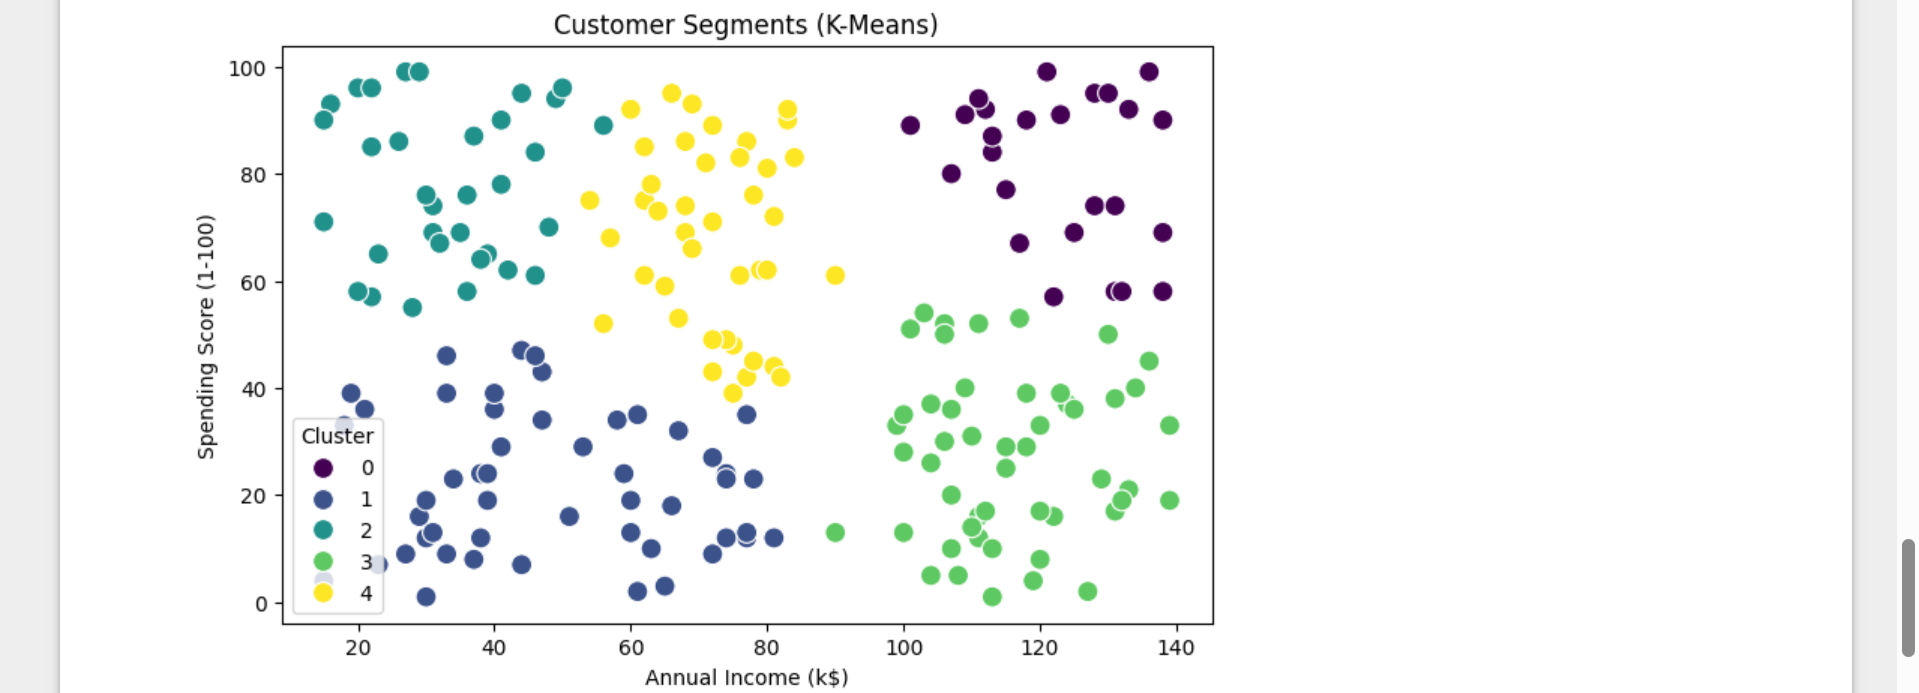 Customer Segments (K-Means)
100
80
60
40
20
0
Spending Score (1-100)
Cluster
0
1
2
3
4
20 40 60 80 100 120 140
Annual Income (k$)